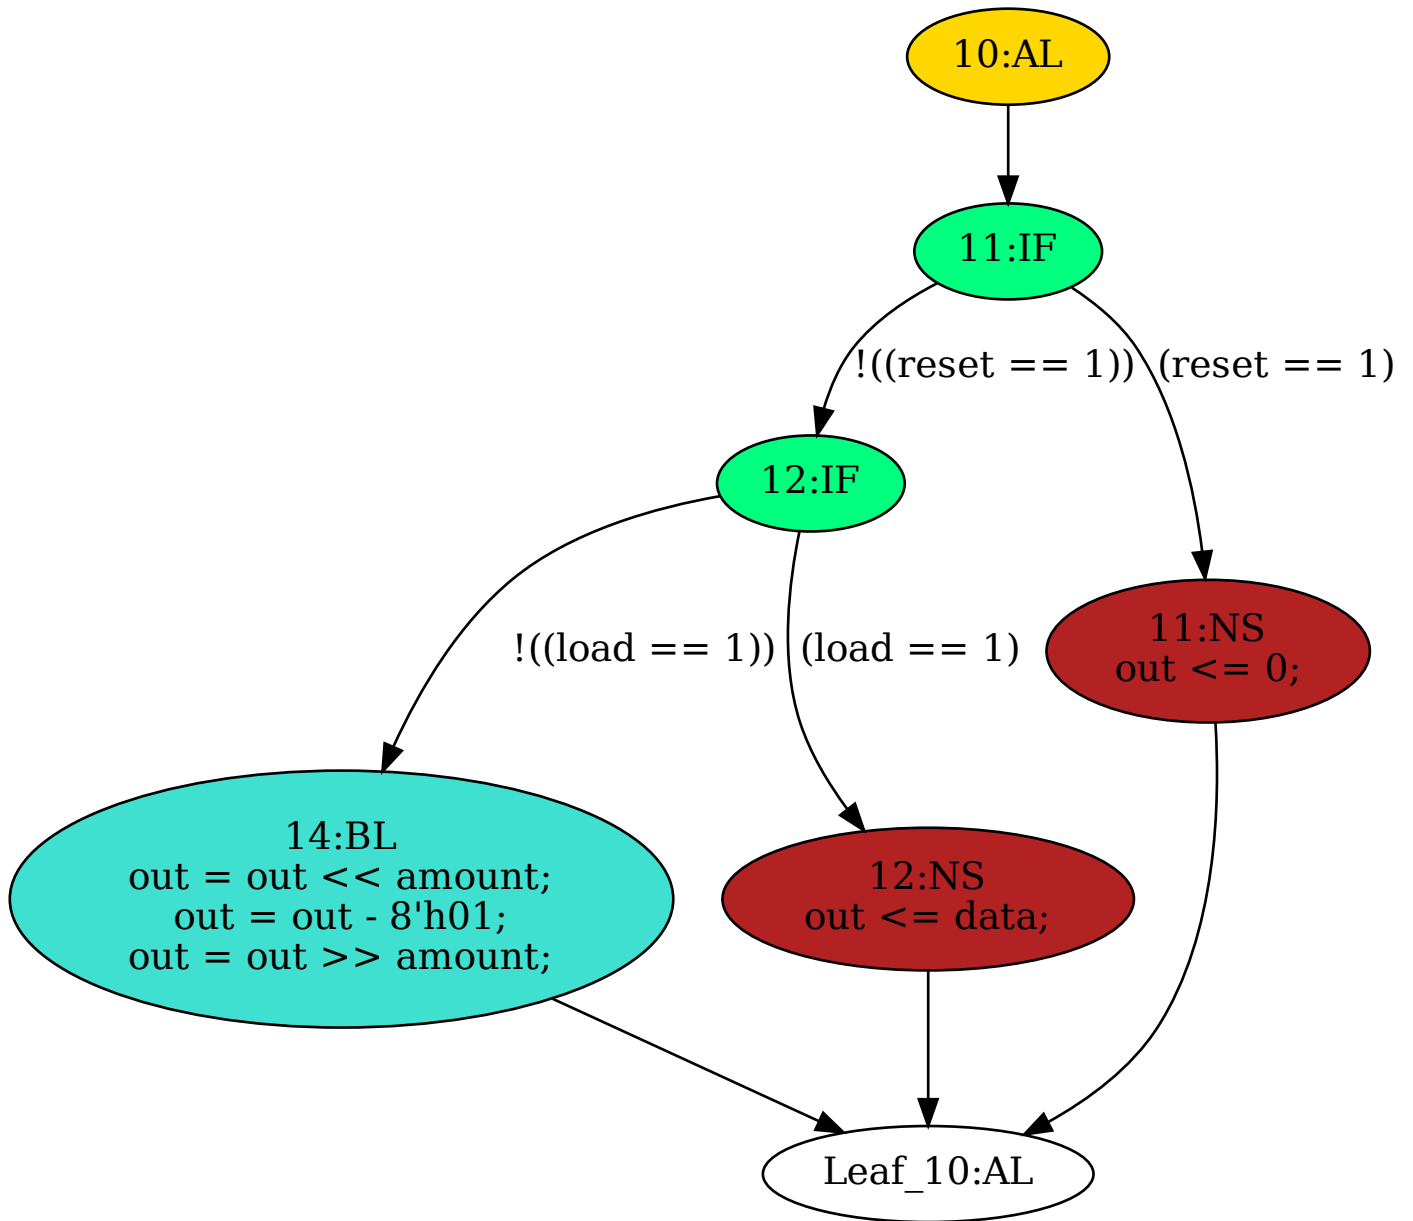 10:AL
11:IF
!((reset == 1))
(reset == 1)
12:IF
!((load == 1))
(load == 1)
11:NS
out <= 0;
14:BL
out = out << amount;
out = out - 8'h01;
out = out >> amount;
12:NS
out <= data;
Leaf_10:AL